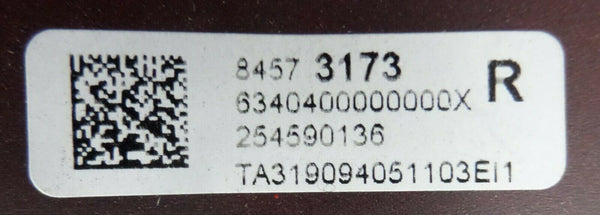 8457 3173 R
6340400000000X
254590136
TA319094051103EI1